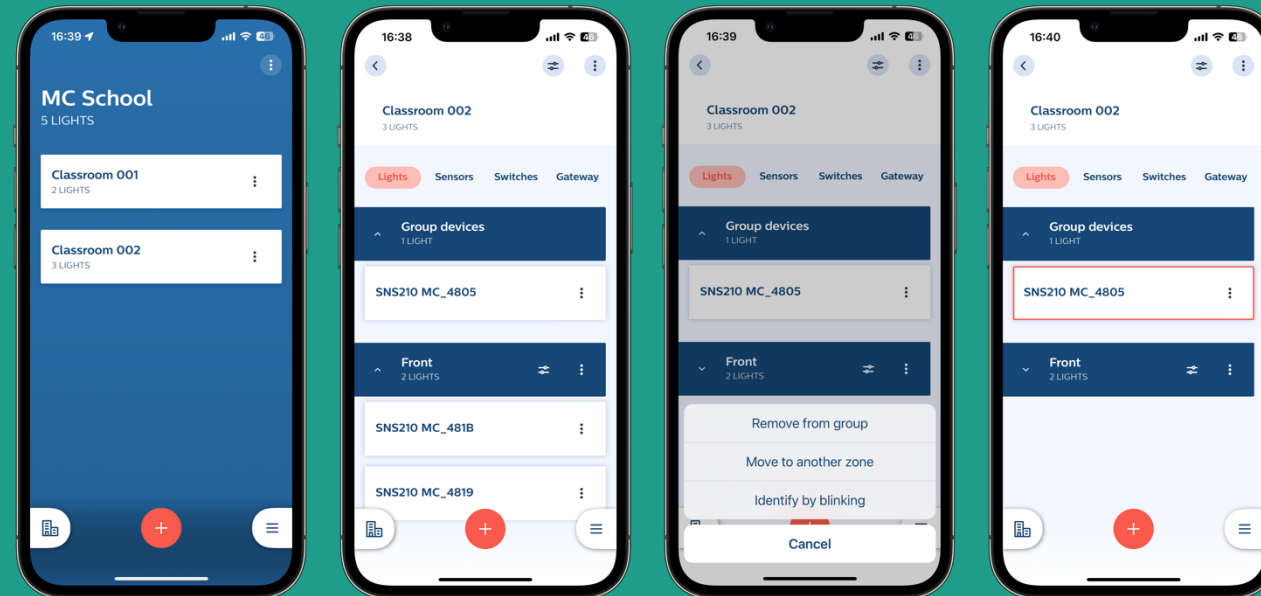 16:39
46
MC School
5 LIGHTS
Classroom 001
2 LIGHTS
Classroom 002
3 LIGHTS
16:38
46
Classroom 002
3 LIGHTS
Lights Sensors Switches Gateway
Group devices
1 LIGHT
SNS210 MC_4805
Front
2 LIGHTS
SNS210 MC_481B
SNS210 MC_4819
16:39
46
Classroom 002
3 LIGHTS
Lights Sensors Switches Gateway
Group devices
1 LIGHT
SNS210 MC_4805
Front
2 LIGHTS
Remove from group
Move to another zone
Identify by blinking
Cancel
16:40
Classroom 002
3 LIGHTS
Lights Sensors Switches Gateway
Group devices
1 LIGHT
SNS210 MC_4805
Front
2 LIGHTS